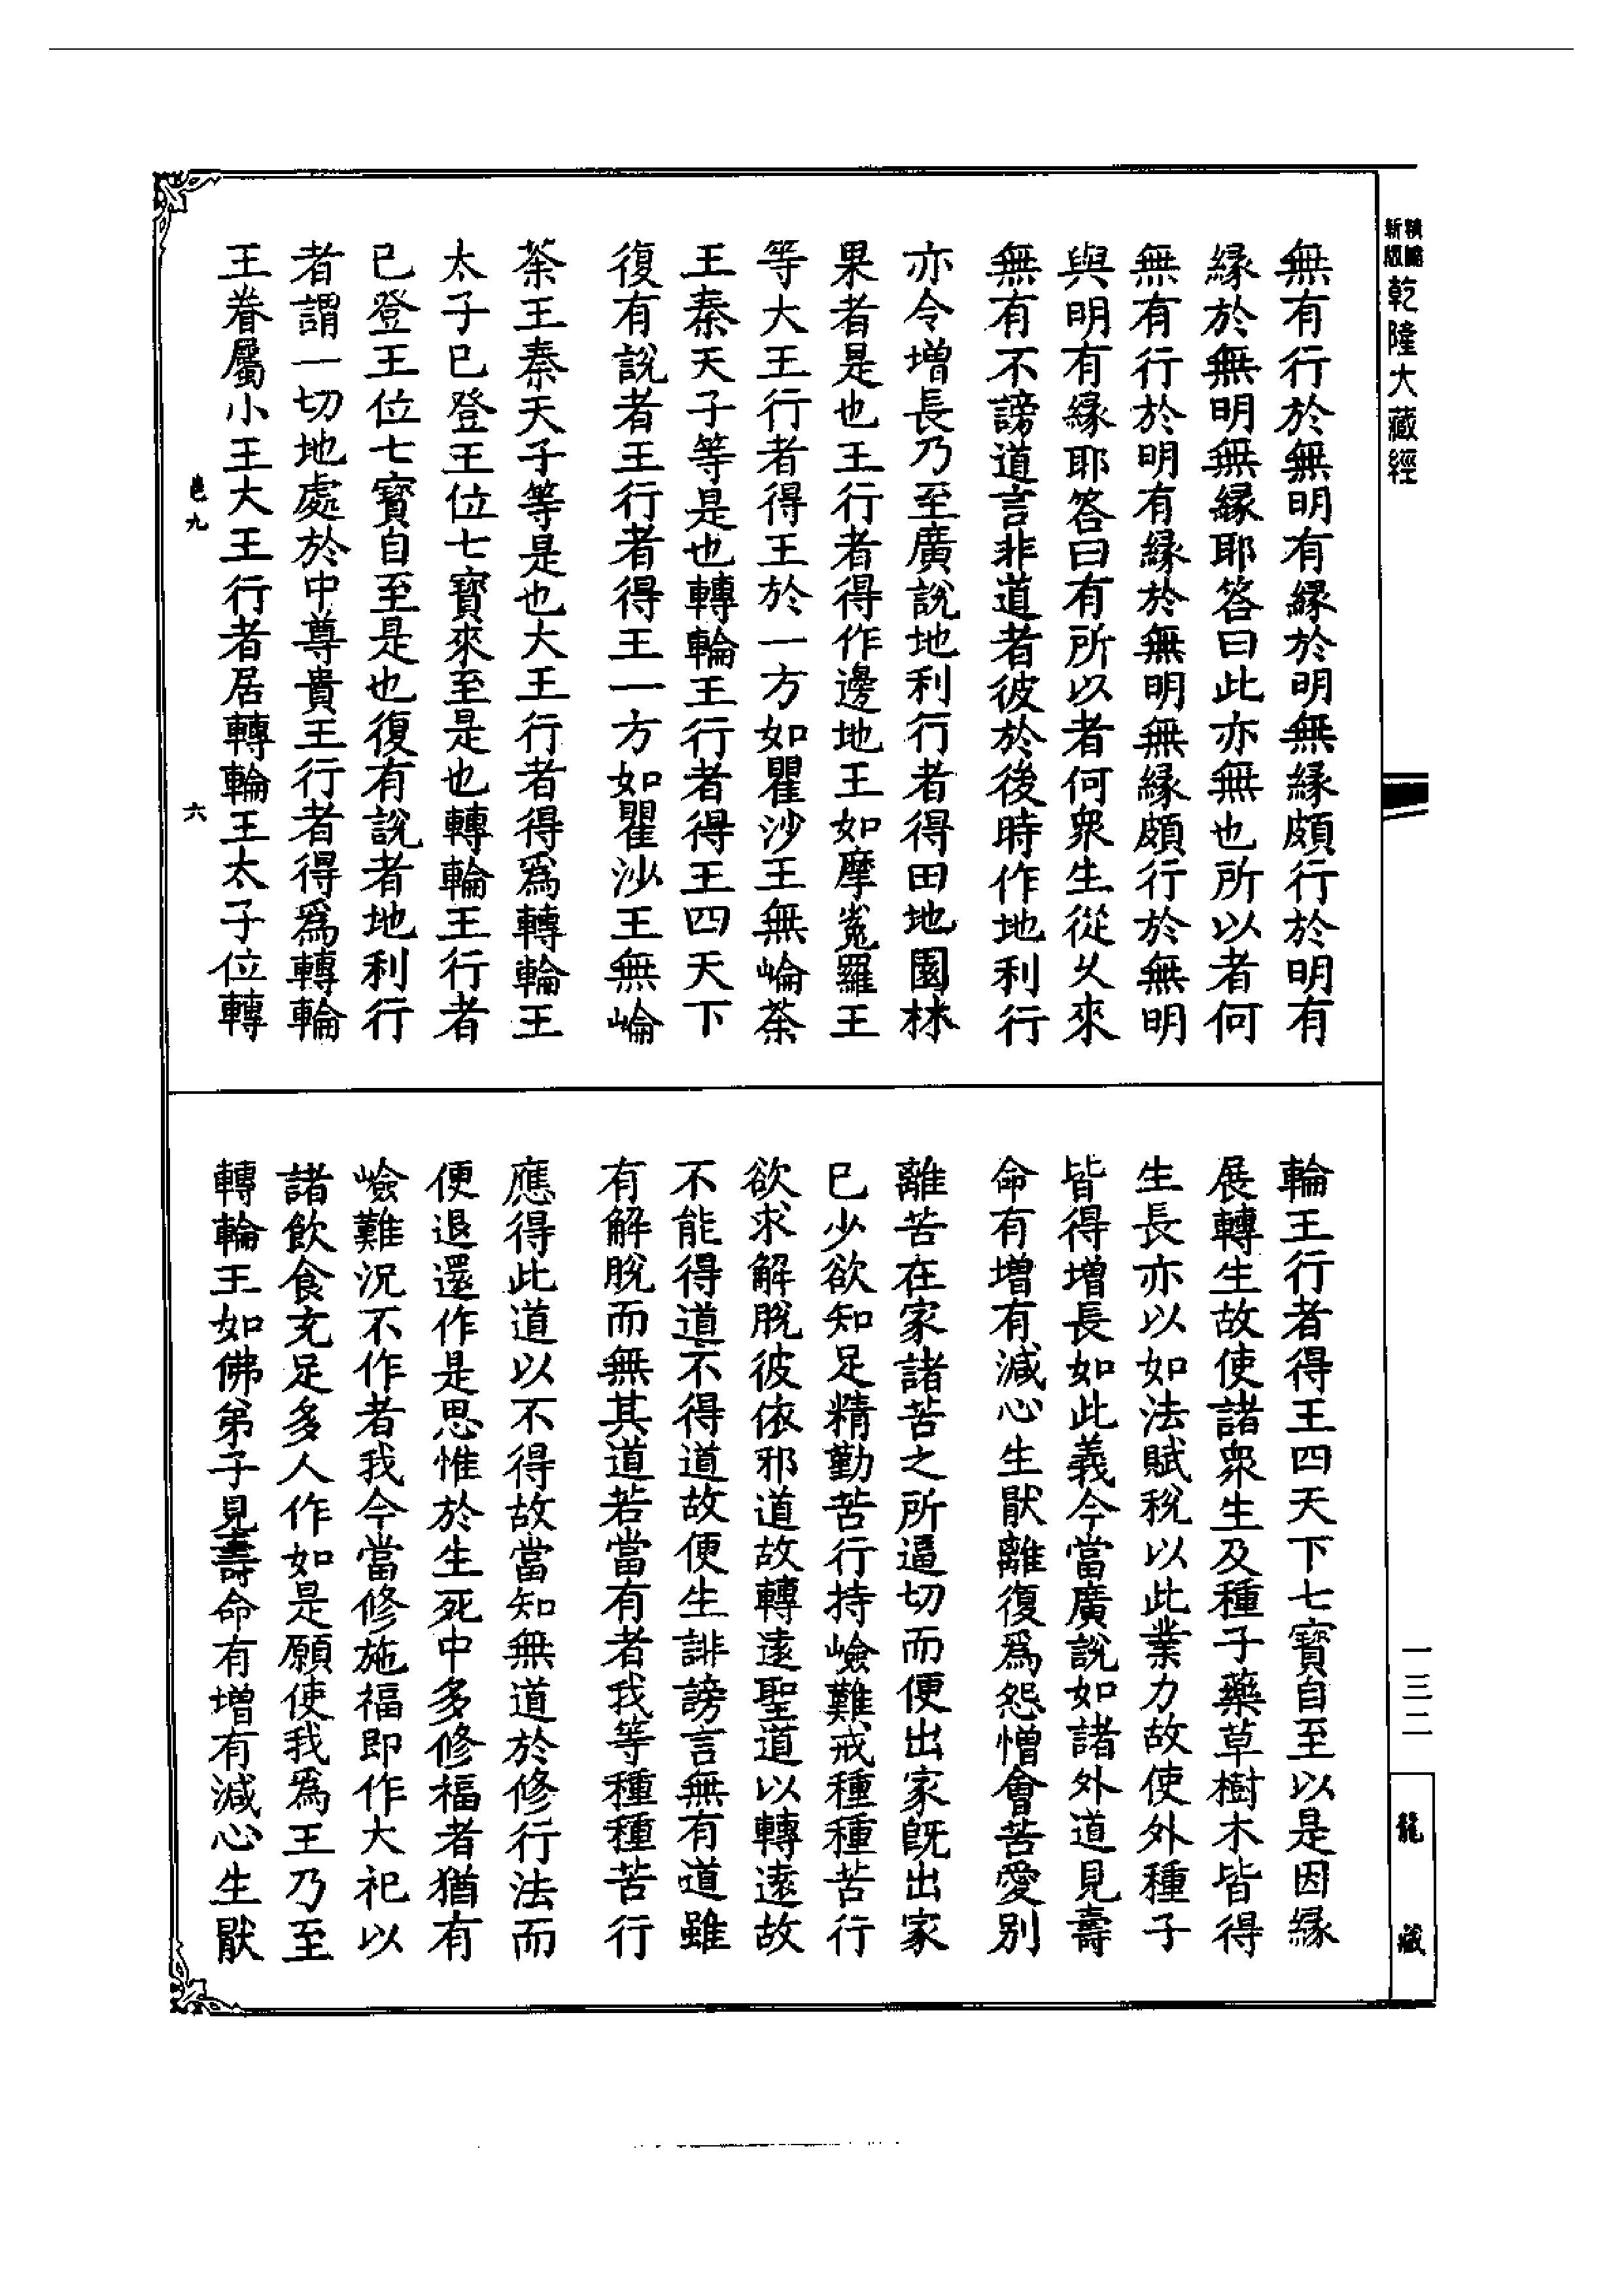 新版精縮
乾隆大藏經
無有行於無明有緣於明無緣頗行於明有
緣於無明無緣耶答曰此亦無也所以者何
無有行於明有緣於無明無緣頗行於無明
與明有緣耶答曰有所以者何衆生從久來
無有不謗道言非道者彼於後時作地利行
亦令增長乃至廣說地利行者得田地園林
果者是也王行者得作邊地王如摩嵬羅王
等大王行者得王於一方如瞿沙王無崘荼
王秦天子等是也轉輪王行者得王四天下
復有說者王行者得王一方如瞿沙王無崘
荼王秦天子等是也大王行者得爲轉輪王
太子已登王位七寶來至是也轉輪王行者
已登王位七寶自至是也復有說者地利行
者謂一切地處於中尊貴王行者得爲轉輪
王眷屬小王大王行者居轉輪王太子位轉
邑九
六
輪王行者得王四天下七寶自至以是因緣
展轉生故使諸衆生及種子藥草樹木皆得
生長亦以如法賦稅以此業力故使外種子
皆得增長如此義今當廣說如諸外道見壽
命有增有減心生猒離復爲怨憎會苦愛別
離苦在家諸苦之所逼切而便出家旣出家
已少欲知足精勤苦行持嶮難戒種種苦行
欲求解脫彼依邪道故轉遠聖道以轉遠故
不能得道不得道故便生誹謗言無有道雖
有解脫而無其道若當有者我等種種苦行
應得此道以不得故當知無道於修行法而
便退還作是思惟於生死中多修福者猶有
嶮難況不作者我今當修施福即作大祀以
諸飲食充足多人作如是願使我爲王乃至
轉輪王如佛弟子見壽命有增有減心生猒
一三二
龍藏